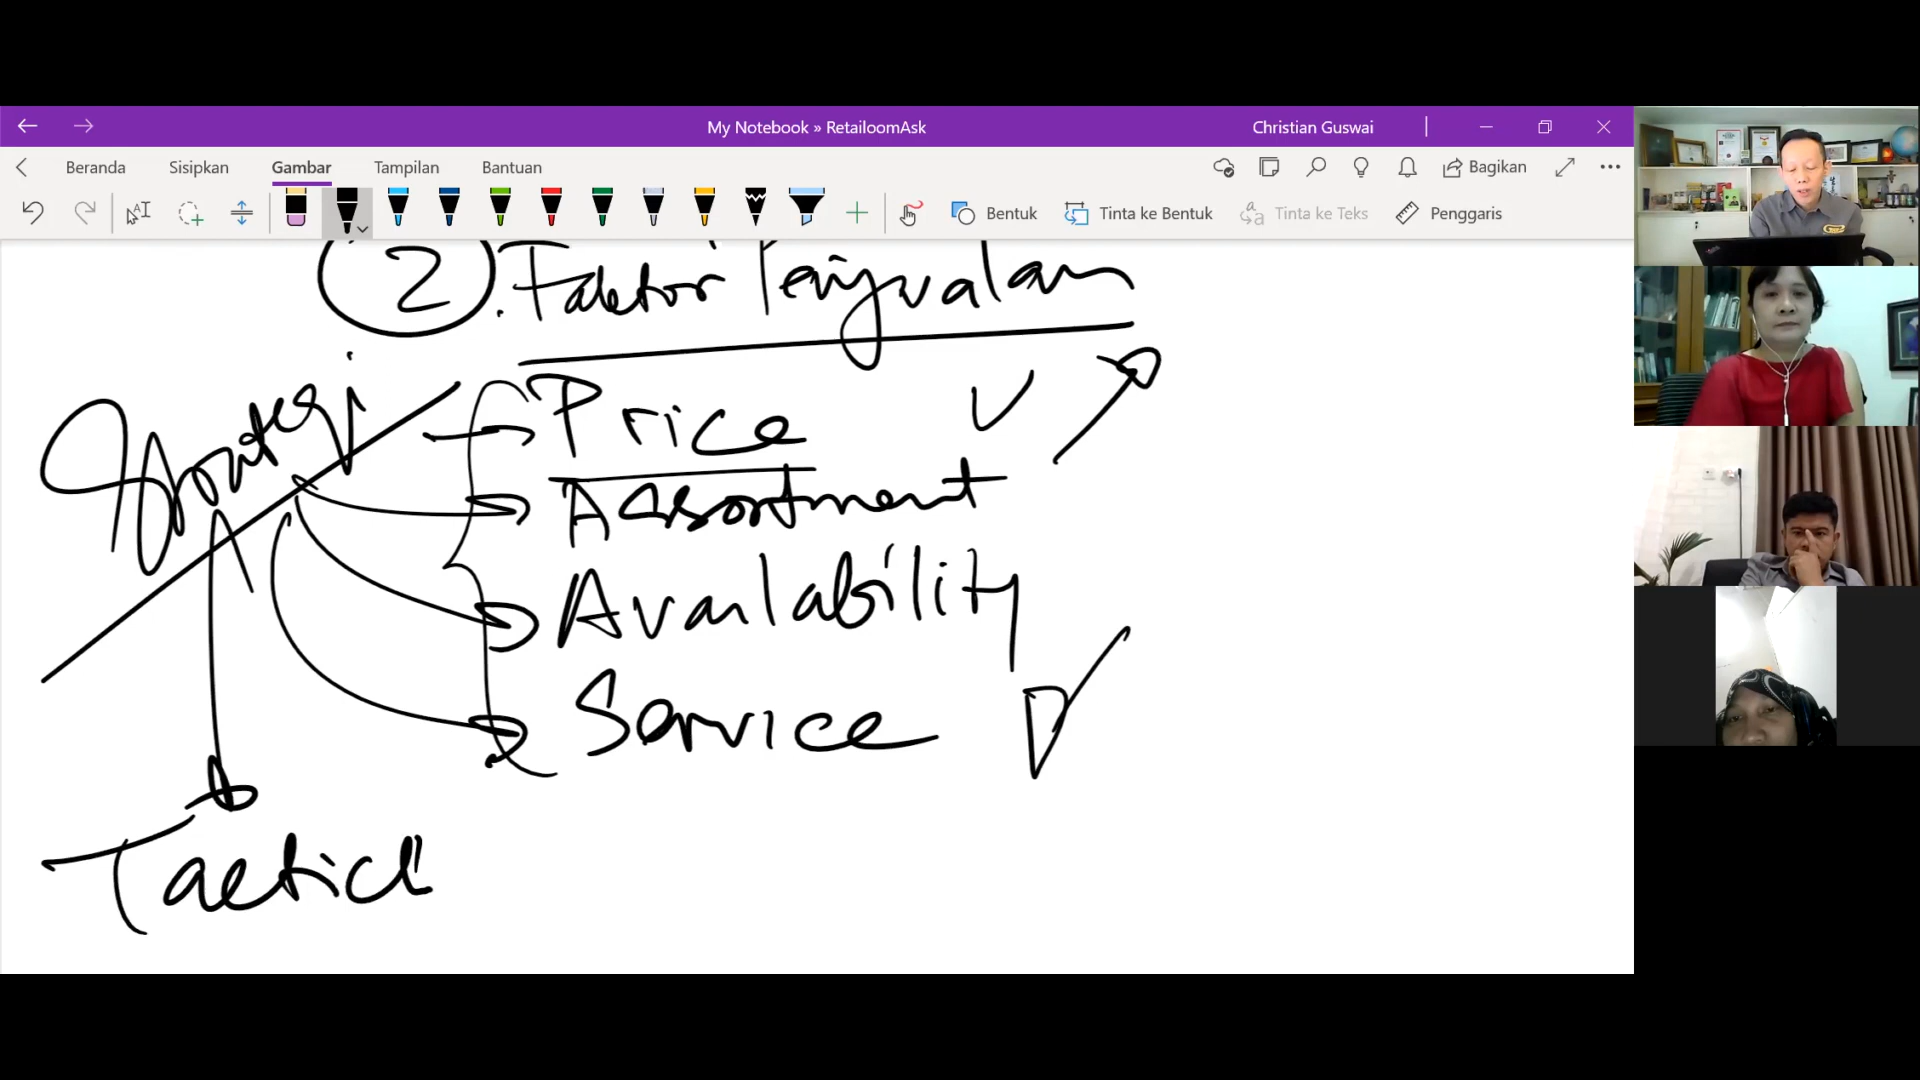 My Notebook » RetailoomAsk
Christian Guswai
Beranda Sisipkan Gambar Tampilan Bantuan
Bagikan
Bentuk Tinta ke Bentuk Tinta ke Teks Penggaris
2. Faktor Penjualan
Strategi
Price
Assortment
Availability
Service